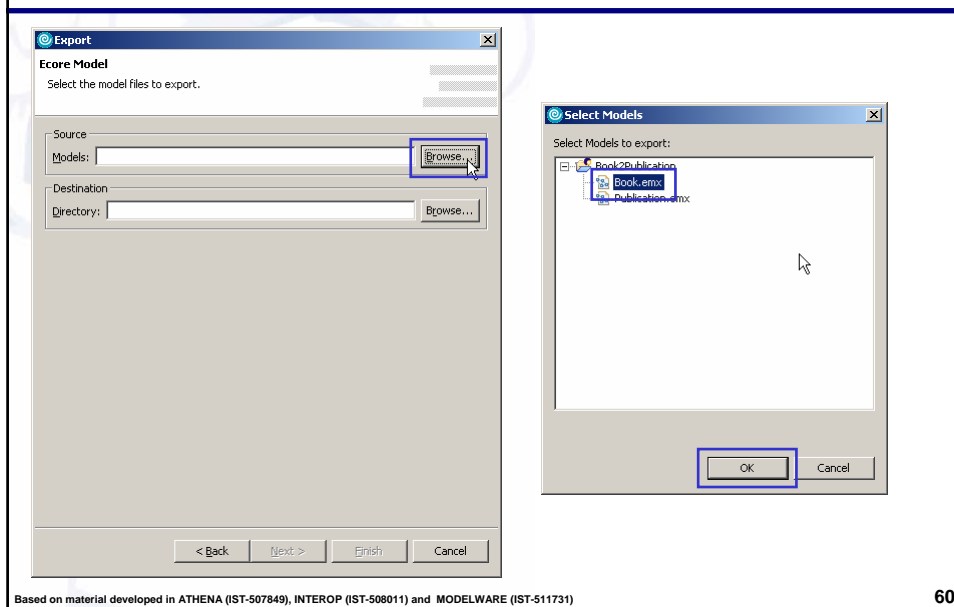 Export
Ecore Model
Select the model files to export.
Source
Models:
Browse...
Destination
Directory:
Browse...
< Back
Next >
Finish
Cancel
Select Models
Select Models to export:
Book2Publication
Book.emx
Publication.emx
OK
Cancel
Based on material developed in ATHENA (IST-507849), INTEROP (IST-508011) and MODELWARE (IST-511731)
60